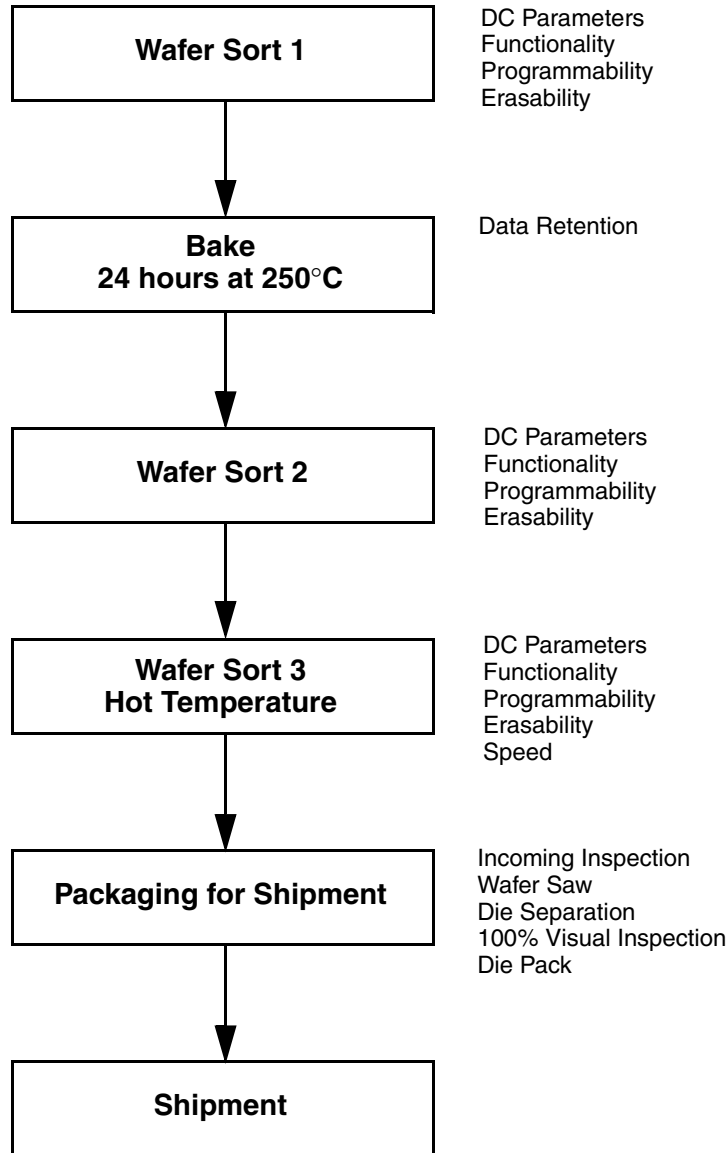 Wafer Sort 1
DC Parameters
Functionality
Programmability
Erasability
Bake
24 hours at 250°C
Data Retention
Wafer Sort 2
DC Parameters
Functionality
Programmability
Erasability
Wafer Sort 3
Hot Temperature
DC Parameters
Functionality
Programmability
Erasability
Speed
Packaging for Shipment
Incoming Inspection
Wafer Saw
Die Separation
100% Visual Inspection
Die Pack
Shipment